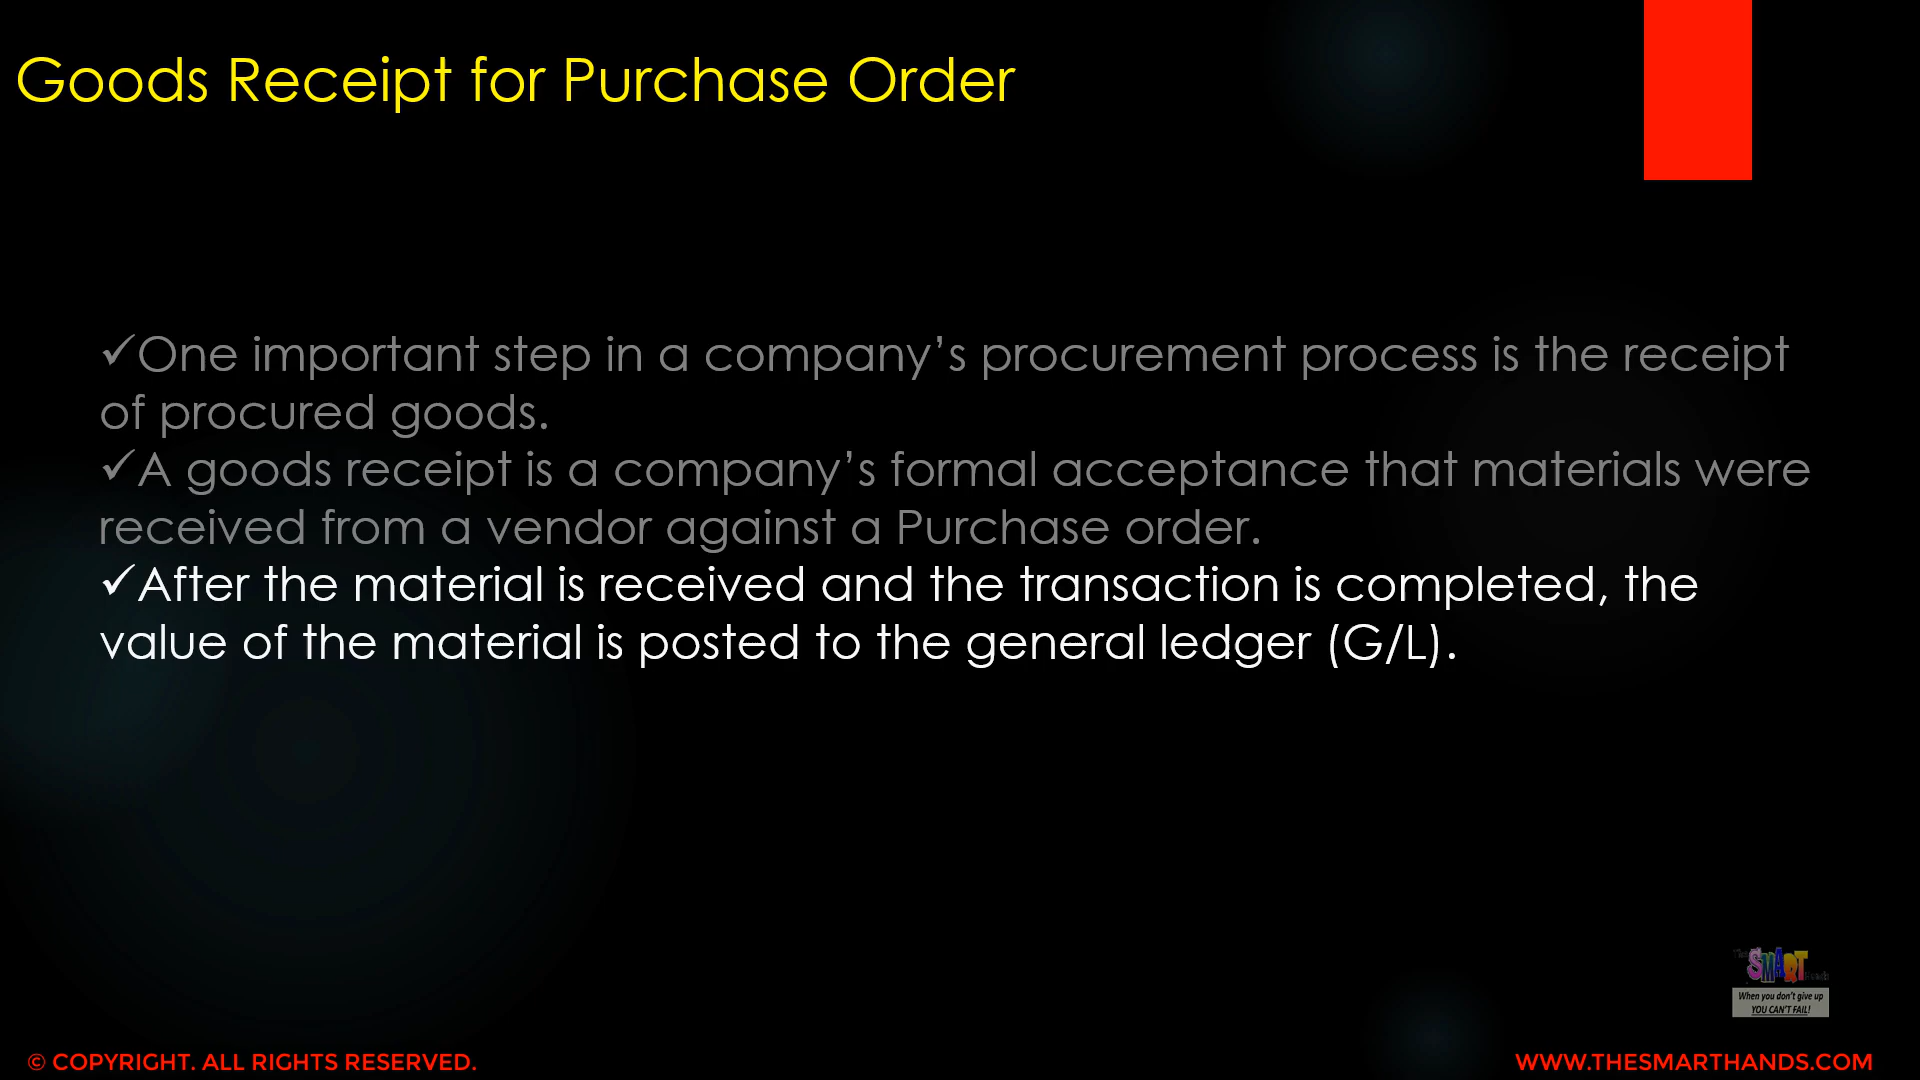 Goods Receipt for Purchase Order
✓One important step in a company’s procurement process is the receipt
of procured goods.
✓A goods receipt is a company’s formal acceptance that materials were
received from a vendor against a Purchase order.
✓After the material is received and the transaction is completed, the
value of the material is posted to the general ledger (G/L).
The SMART Hands
When you don't give up
YOU CAN'T FAIL!
© COPYRIGHT. ALL RIGHTS RESERVED.
WWW.THESMARTHANDS.COM